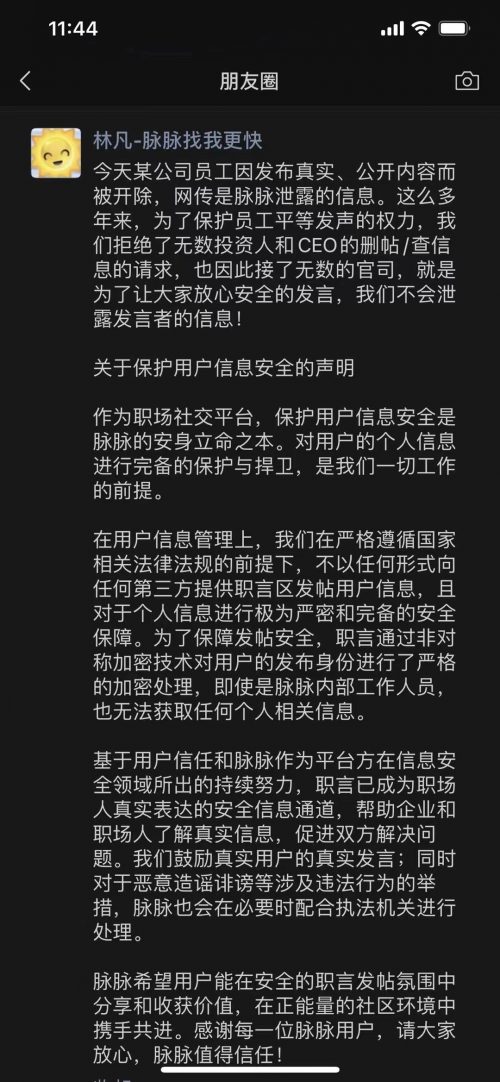 11:44
朋友圈
林凡-脉脉找我更快
今天某公司员工因发布真实、公开内容而
被开除，网传是脉脉泄露的信息。这么多
年来，为了保护员工平等发声的权力，我
们拒绝了无数投资人和CEO的删帖/查信
息的请求，也因此接了无数的官司，就是
为了让大家放心安全的发言，我们不会泄
露发言者的信息！
关于保护用户信息安全的声明
作为职场社交平台，保护用户信息安全是
脉脉的安身立命之本。对用户的个人信息
进行完备的保护与捍卫，是我们一切工作
的前提。
在用户信息管理上，我们在严格遵循国家
相关法律法规的前提下，不以任何形式向
任何第三方提供职言区发帖用户信息，且
对于个人信息进行极为严密和完备的安全
保障。为了保障发帖安全，职言通过非对
称加密技术对用户的发布身份进行了严格
的加密处理，即使是脉脉内部工作人员，
也无法获取任何个人相关信息。
基于用户信任和脉脉作为平台方在信息安
全领域所出的持续努力，职言已成为职场
人真实表达的安全信息通道，帮助企业和
职场人了解真实信息，促进双方解决问
题。我们鼓励真实用户的真实发言；同时
对于恶意造谣诽谤等涉及违法行为的举
措，脉脉也会在必要时配合执法机关进行
处理。
脉脉希望用户能在安全的职言发帖氛围中
分享和收获价值，在正能量的社区环境中
携手共进。感谢每一位脉脉用户，请大家
放心，脉脉值得信任！